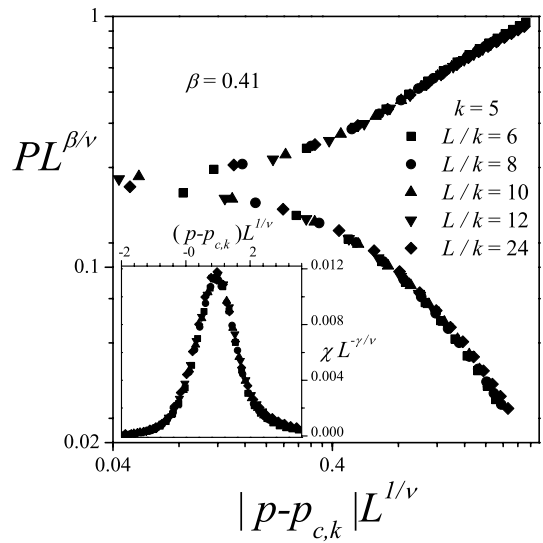 1
β = 0.41
k = 5
PL^{β/ν}
L / k = 6
L / k = 8
L / k = 10
L / k = 12
L / k = 24
(p-p_{c,k})L^{1/ν}
-2 -0 2
0.1
0.012
0.008
χ L^{-γ/ν}
0.004
0.000
0.02
0.04 0.4
| p-p_{c,k} |L^{1/ν}